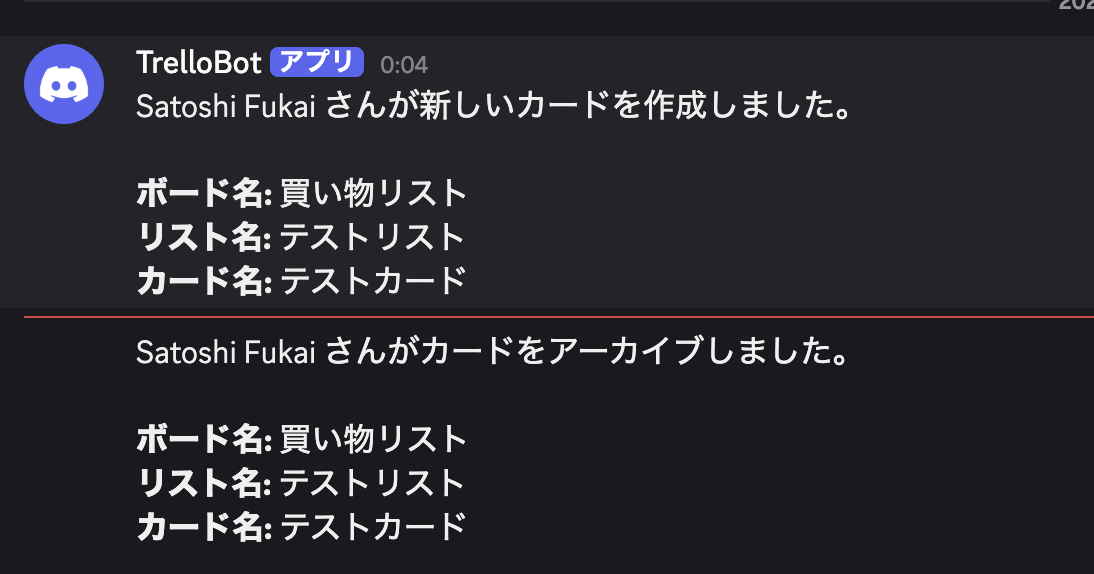 TrelloBot アプリ 0:04
Satoshi Fukai さんが新しいカードを作成しました。
ボード名: 買い物リスト
リスト名: テストリスト
カード名: テストカード
Satoshi Fukai さんがカードをアーカイブしました。
ボード名: 買い物リスト
リスト名: テストリスト
カード名: テストカード